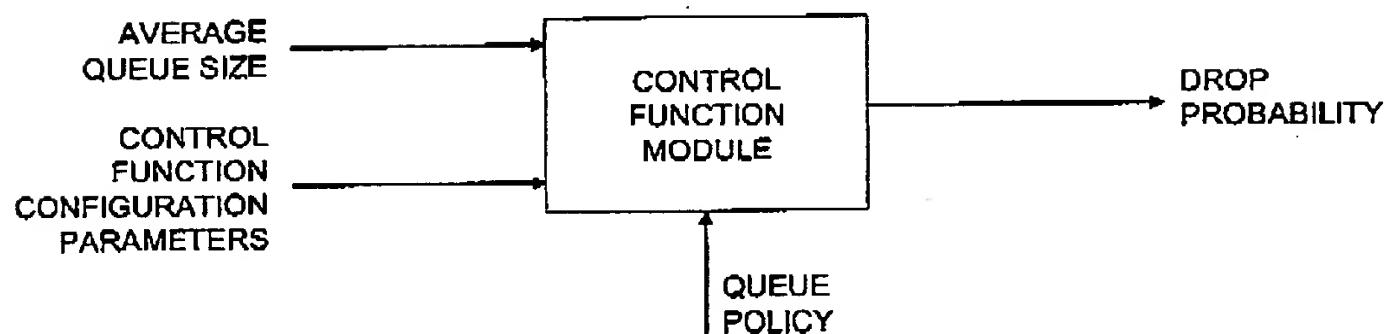 AVERAGE
QUEUE SIZE
CONTROL
FUNCTION
CONFIGURATION
PARAMETERS
CONTROL
FUNCTION
MODULE
DROP
PROBABILITY
QUEUE
POLICY